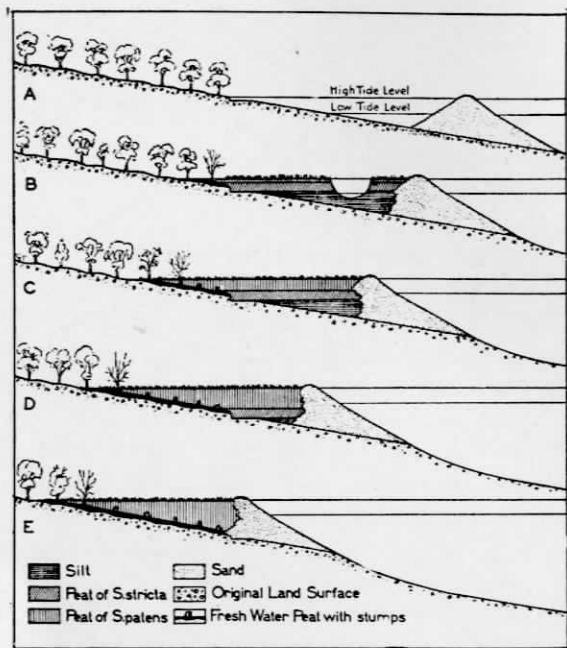 A
High Tide Level
Low Tide Level
B
C
D
E
Silt
Sand
Peat of S.stricta
Original Land Surface
Peat of S.patens
Fresh Water Peat with stumps